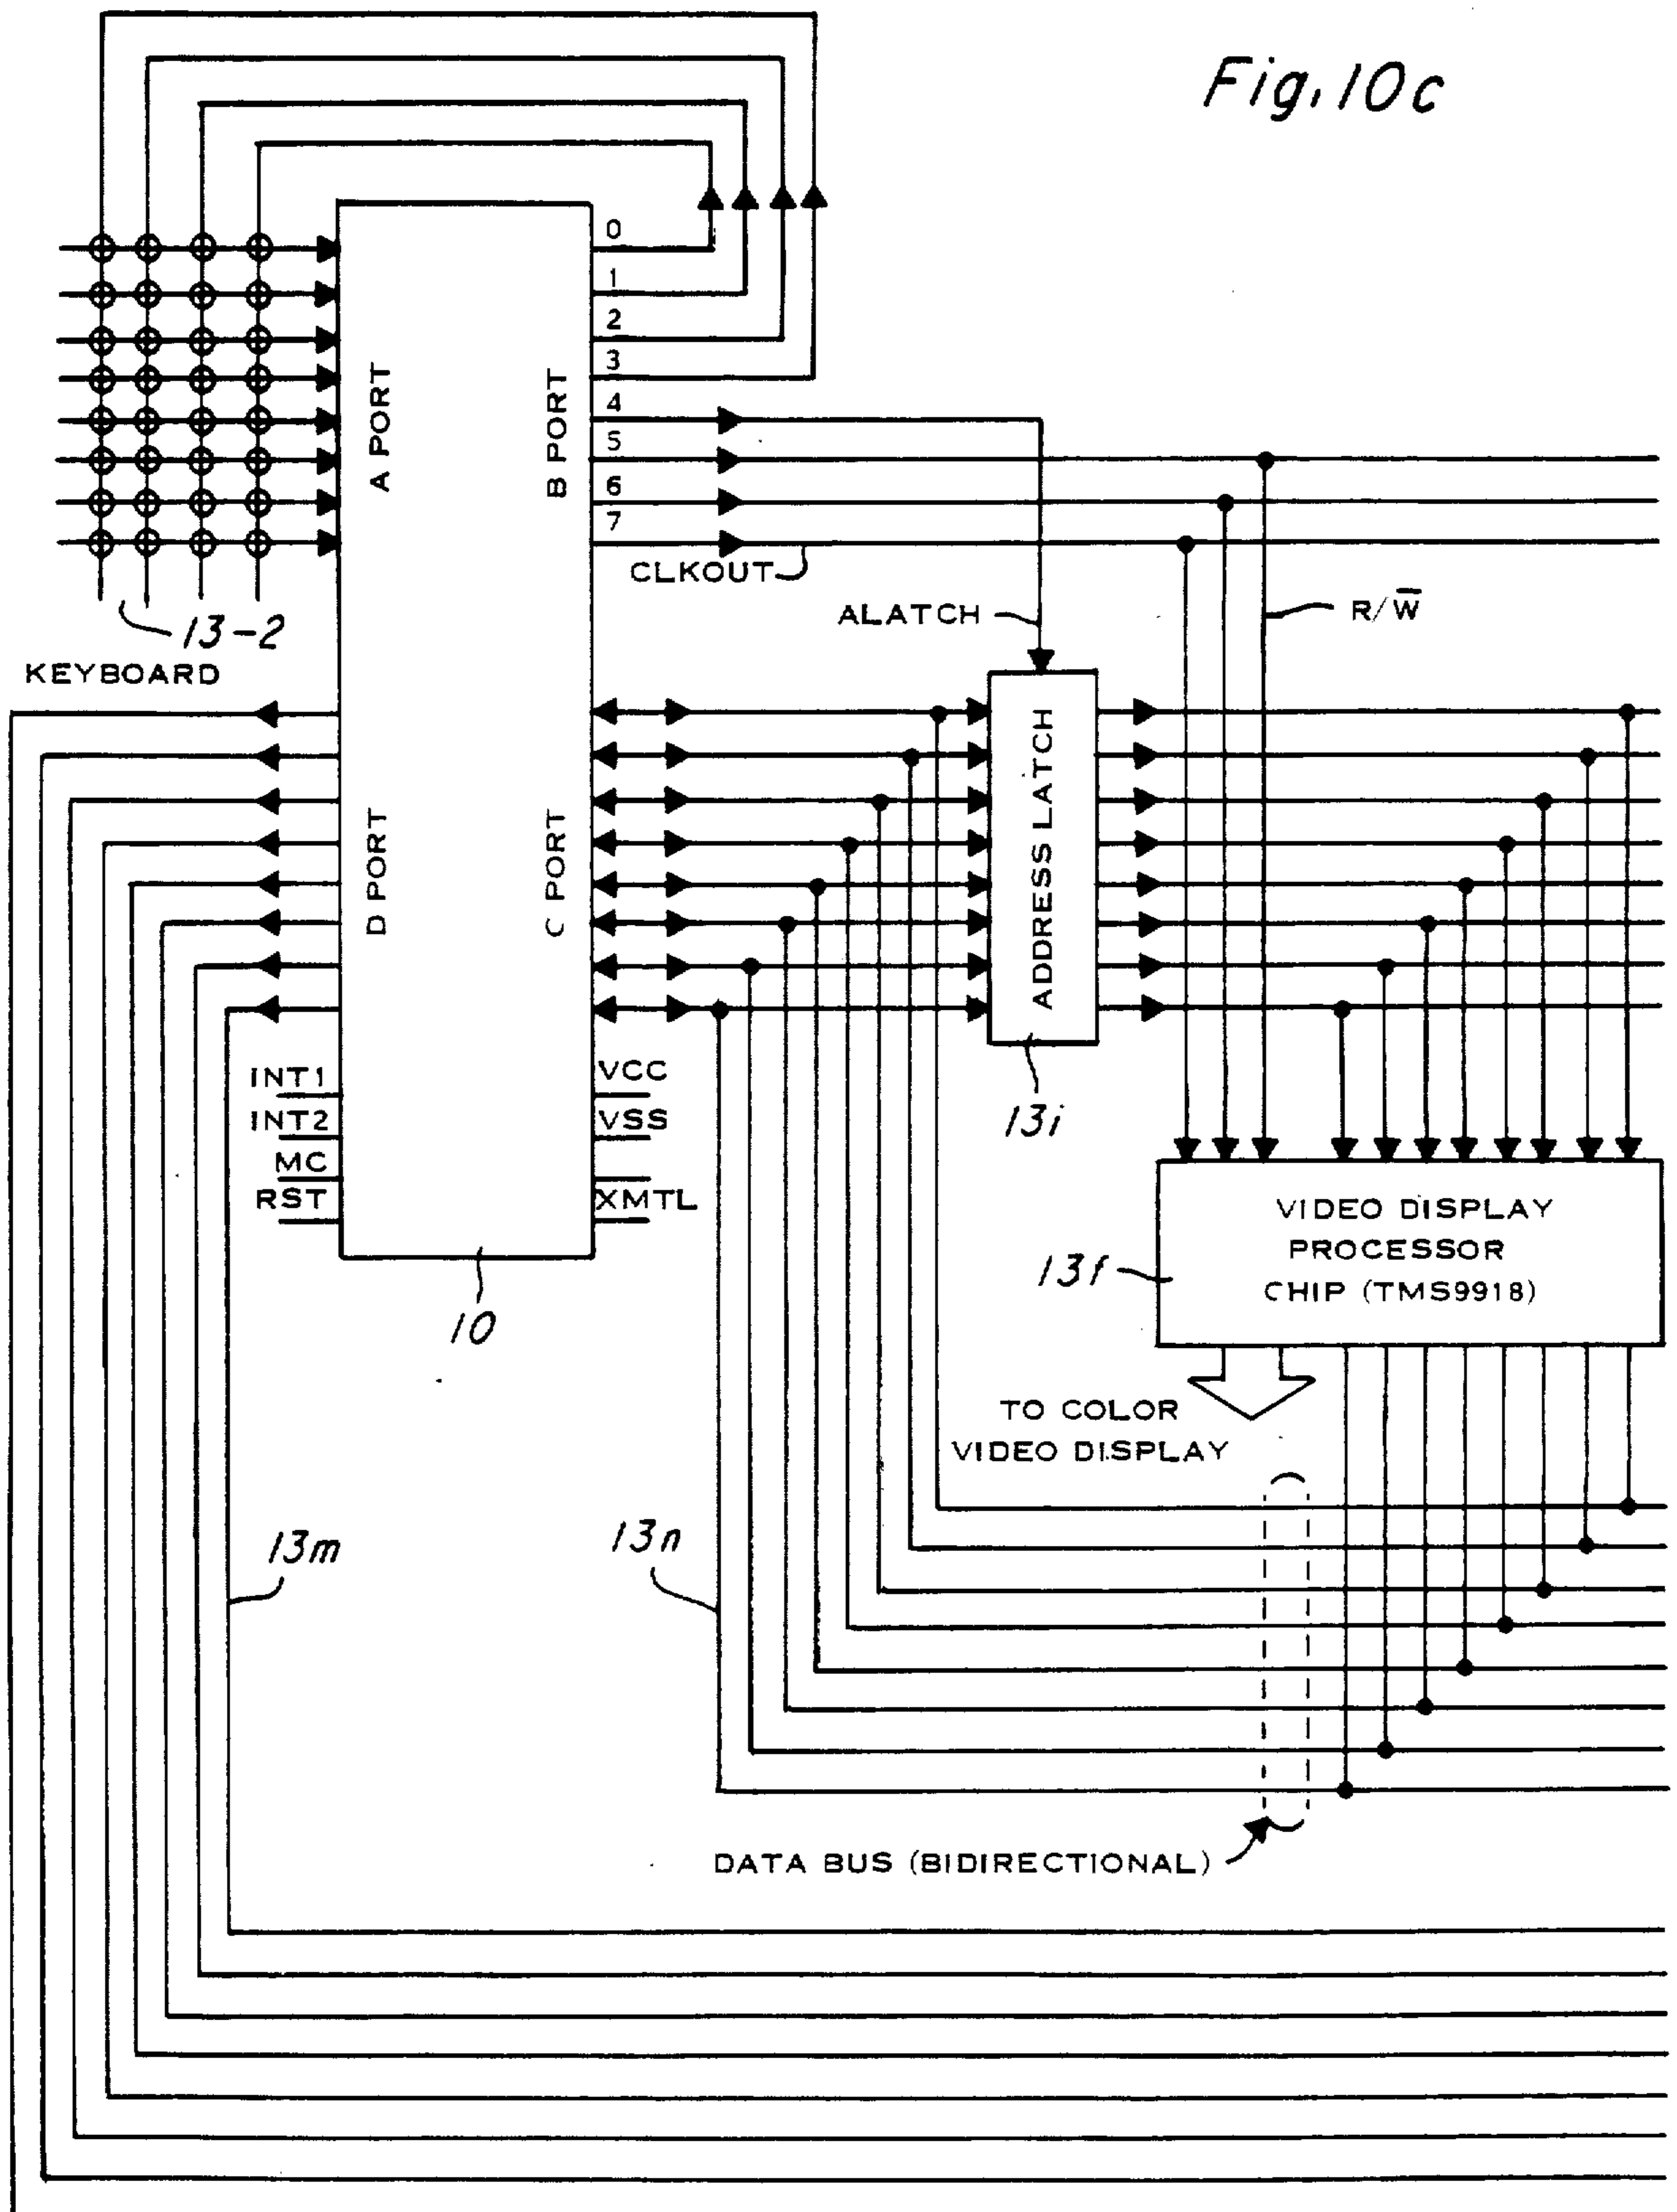 Fig. 10c
0
1
2
3
4
5
6
7
A PORT
B PORT
CLKOUT
ALATCH
R/W̅
13-2
KEYBOARD
D PORT
C PORT
ADDRESS LATCH
INT1
INT2
MC
RST
VCC
VSS
XMTL
13i
10
13f
VIDEO DISPLAY
PROCESSOR
CHIP (TMS9918)
TO COLOR
VIDEO DISPLAY
13m
13n
DATA BUS (BIDIRECTIONAL)